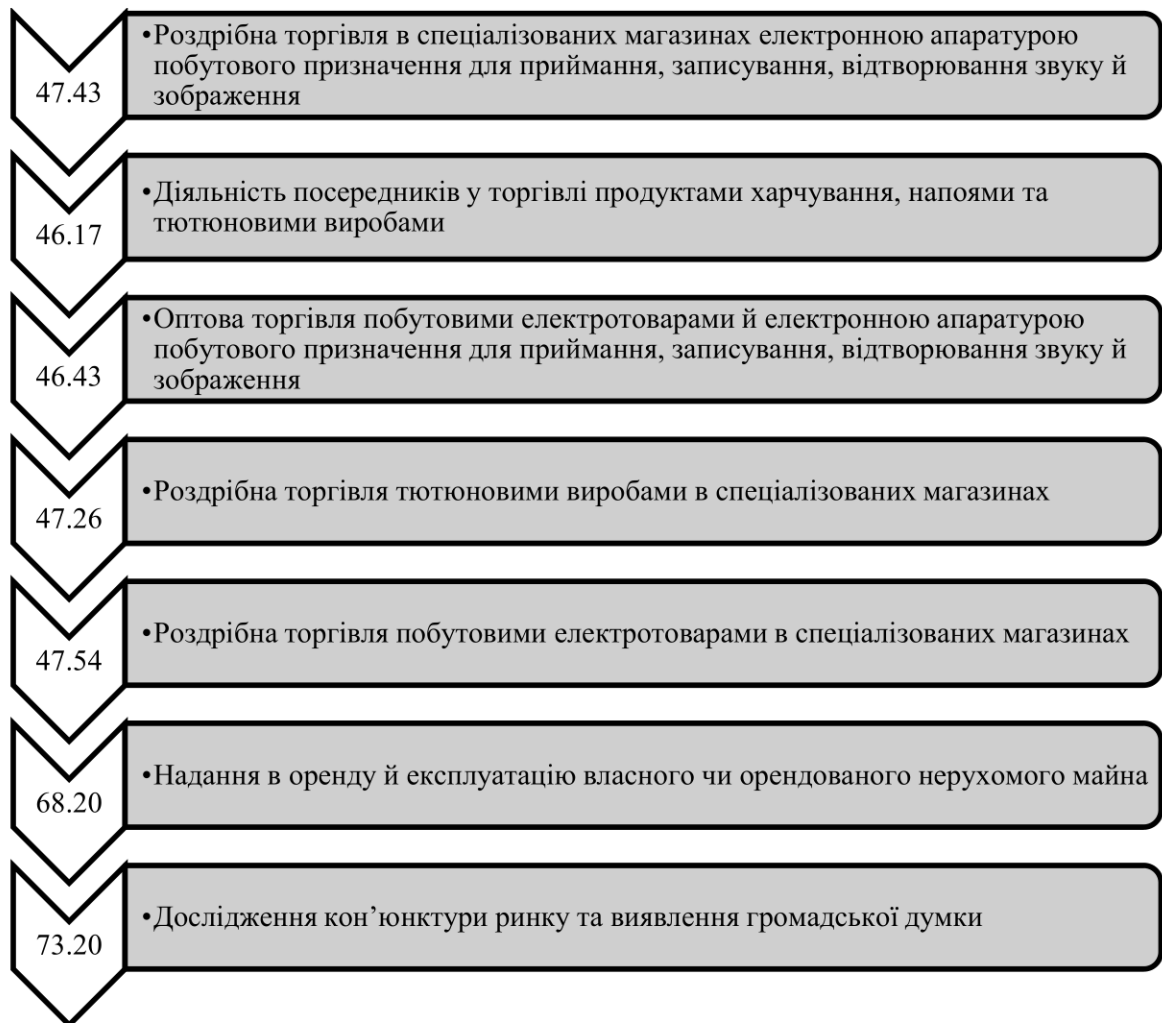 47.43
•Роздрібна торгівля в спеціалізованих магазинах електронною апаратурою
побутового призначення для приймання, записування, відтворювання звуку й
зображення
46.17
•Діяльність посередників у торгівлі продуктами харчування, напоями та
тютюновими виробами
46.43
•Оптова торгівля побутовими електротоварами й електронною апаратурою
побутового призначення для приймання, записування, відтворювання звуку й
зображення
47.26
•Роздрібна торгівля тютюновими виробами в спеціалізованих магазинах
47.54
•Роздрібна торгівля побутовими електротоварами в спеціалізованих магазинах
68.20
•Надання в оренду й експлуатацію власного чи орендованого нерухомого майна
73.20
•Дослідження кон’юнктури ринку та виявлення громадської думки